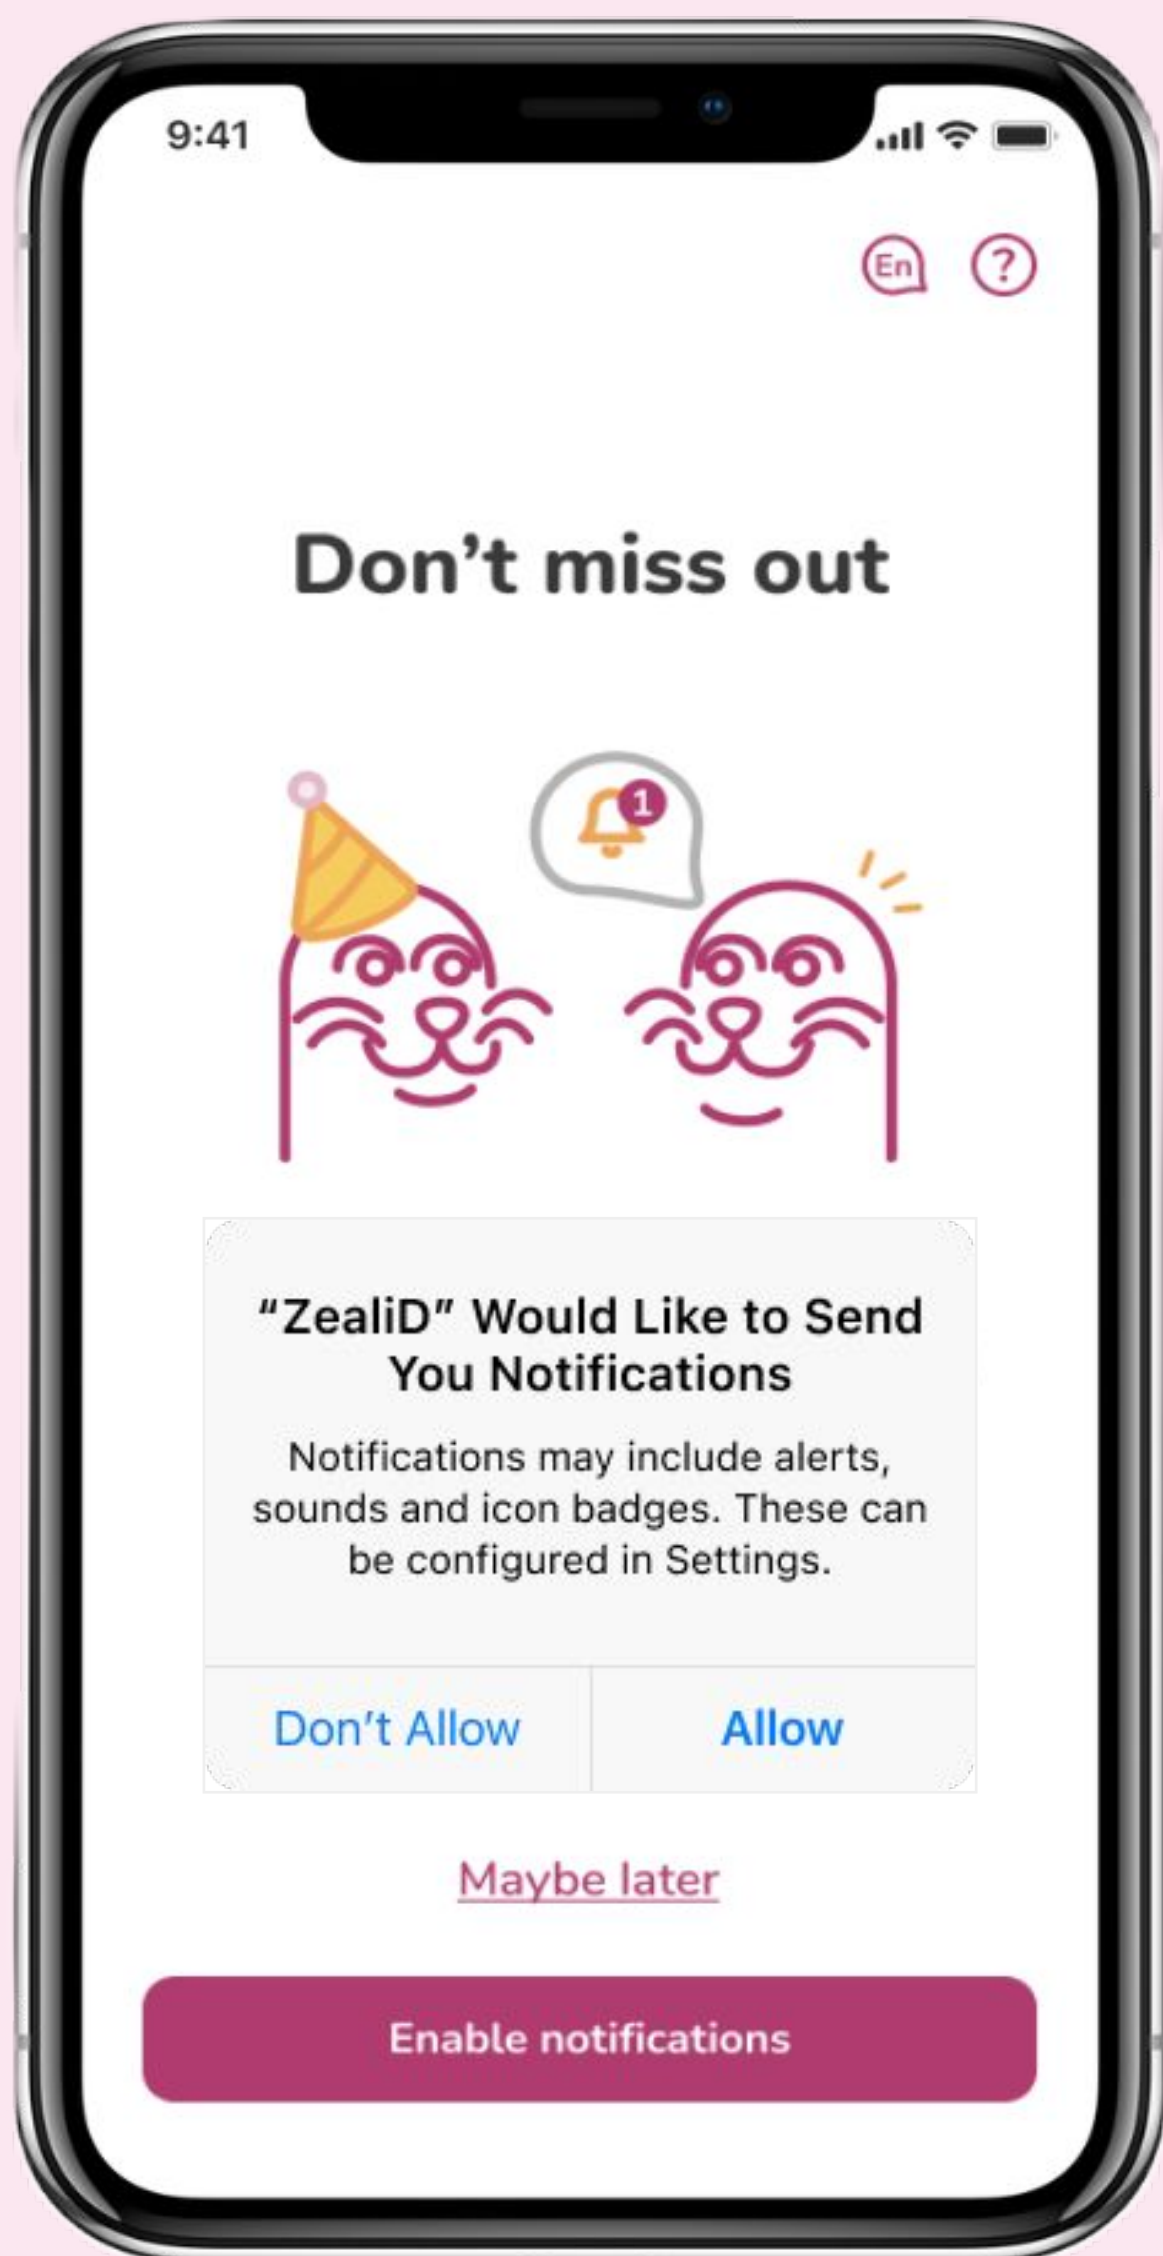 9:41
En ?
Don’t miss out
1
“ZealiD” Would Like to Send
You Notifications
Notifications may include alerts,
sounds and icon badges. These can
be configured in Settings.
Don’t Allow Allow
Maybe later
Enable notifications